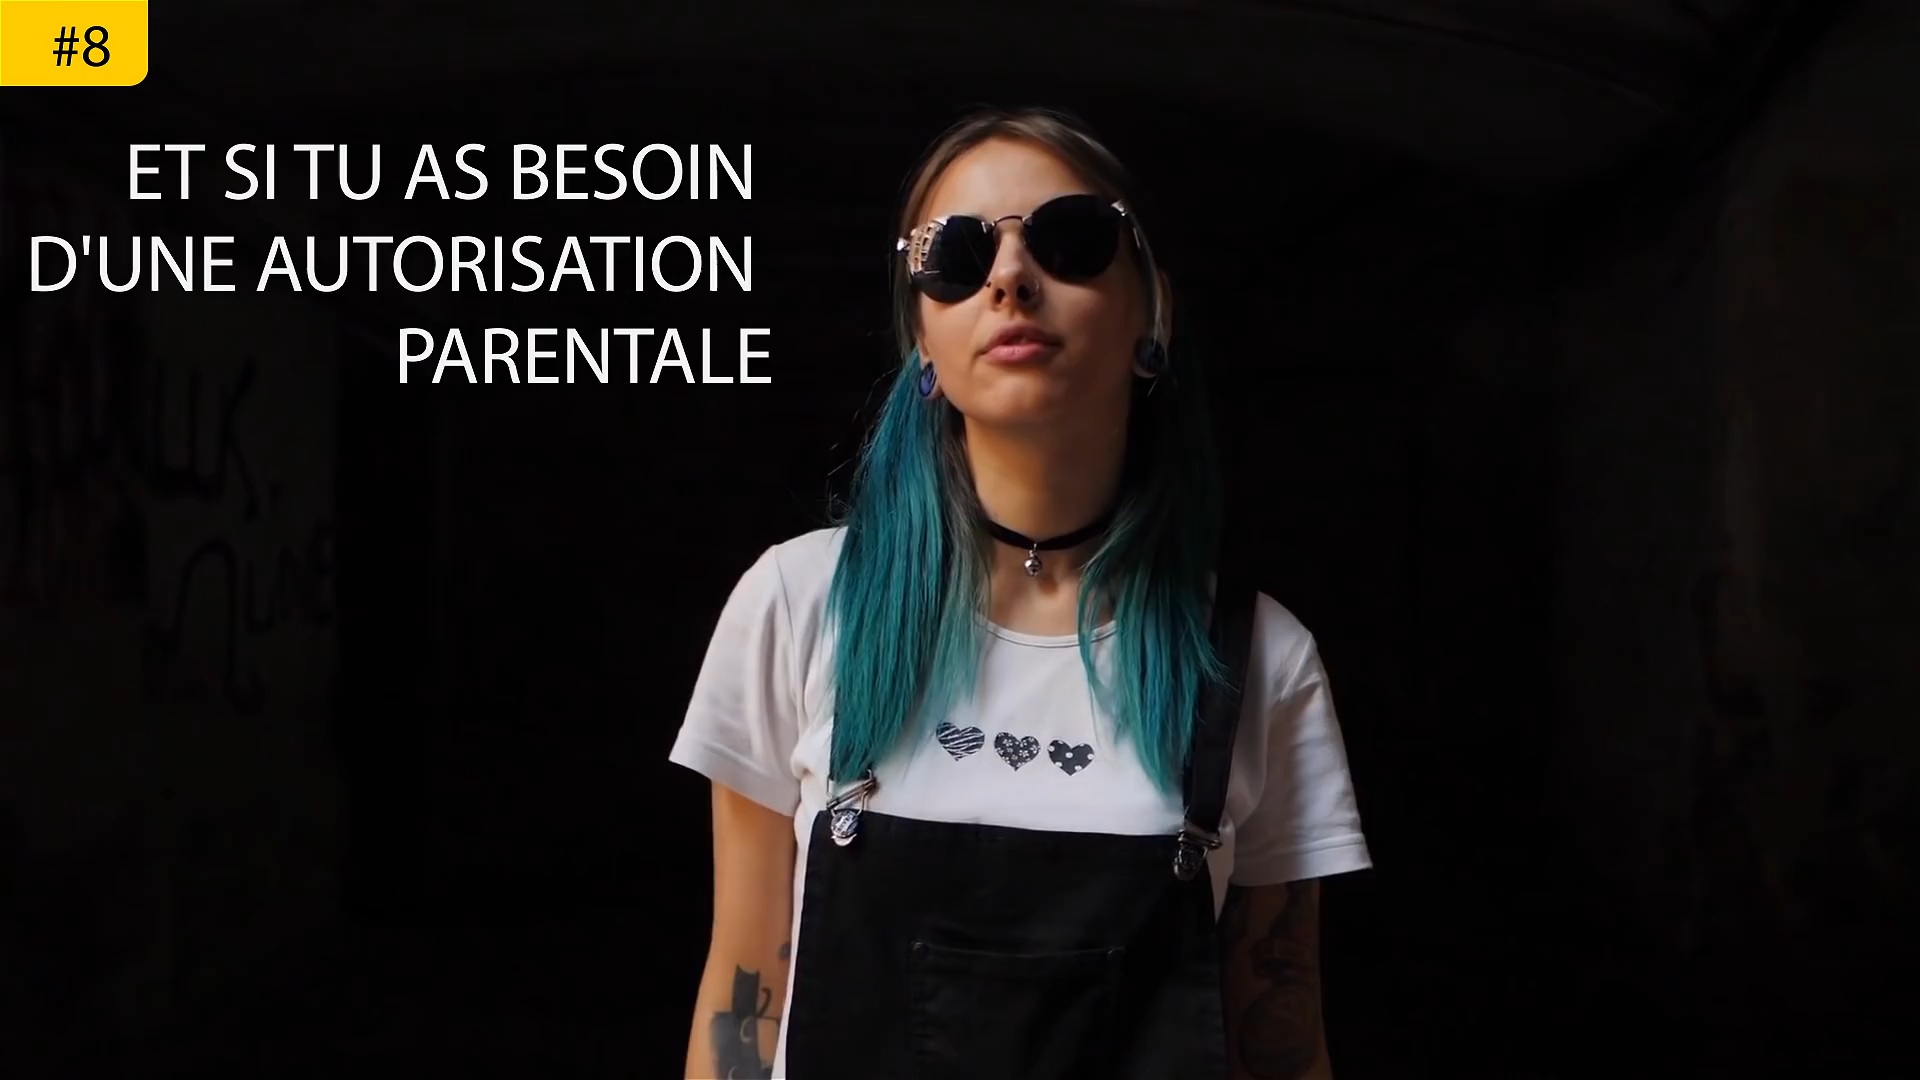 #8
ET SI TU AS BESOIN
D'UNE AUTORISATION
PARENTALE